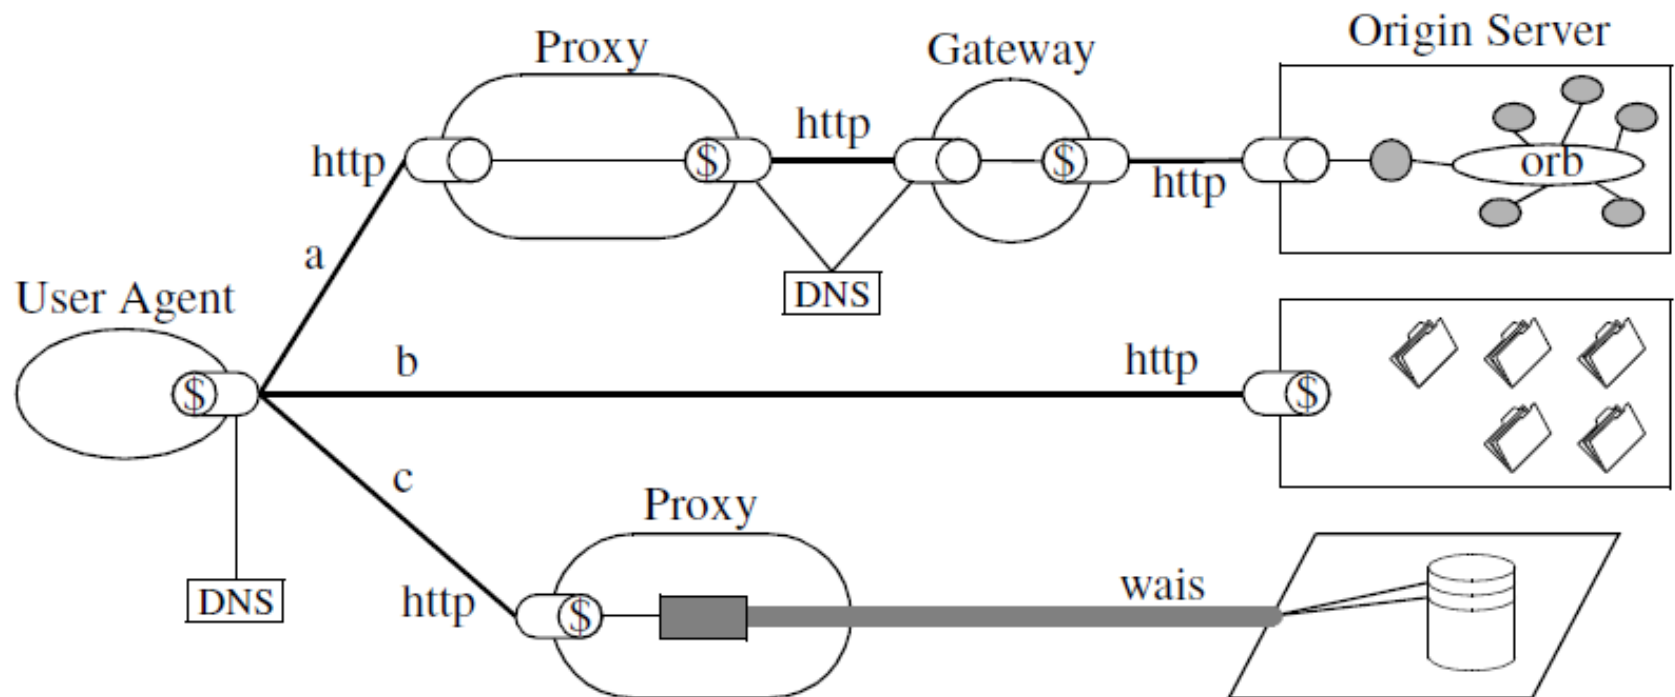 Proxy
Gateway
Origin Server
http
$
http
$
http
orb
a
DNS
User Agent
$
b
http
$
c
Proxy
DNS
http
$
wais